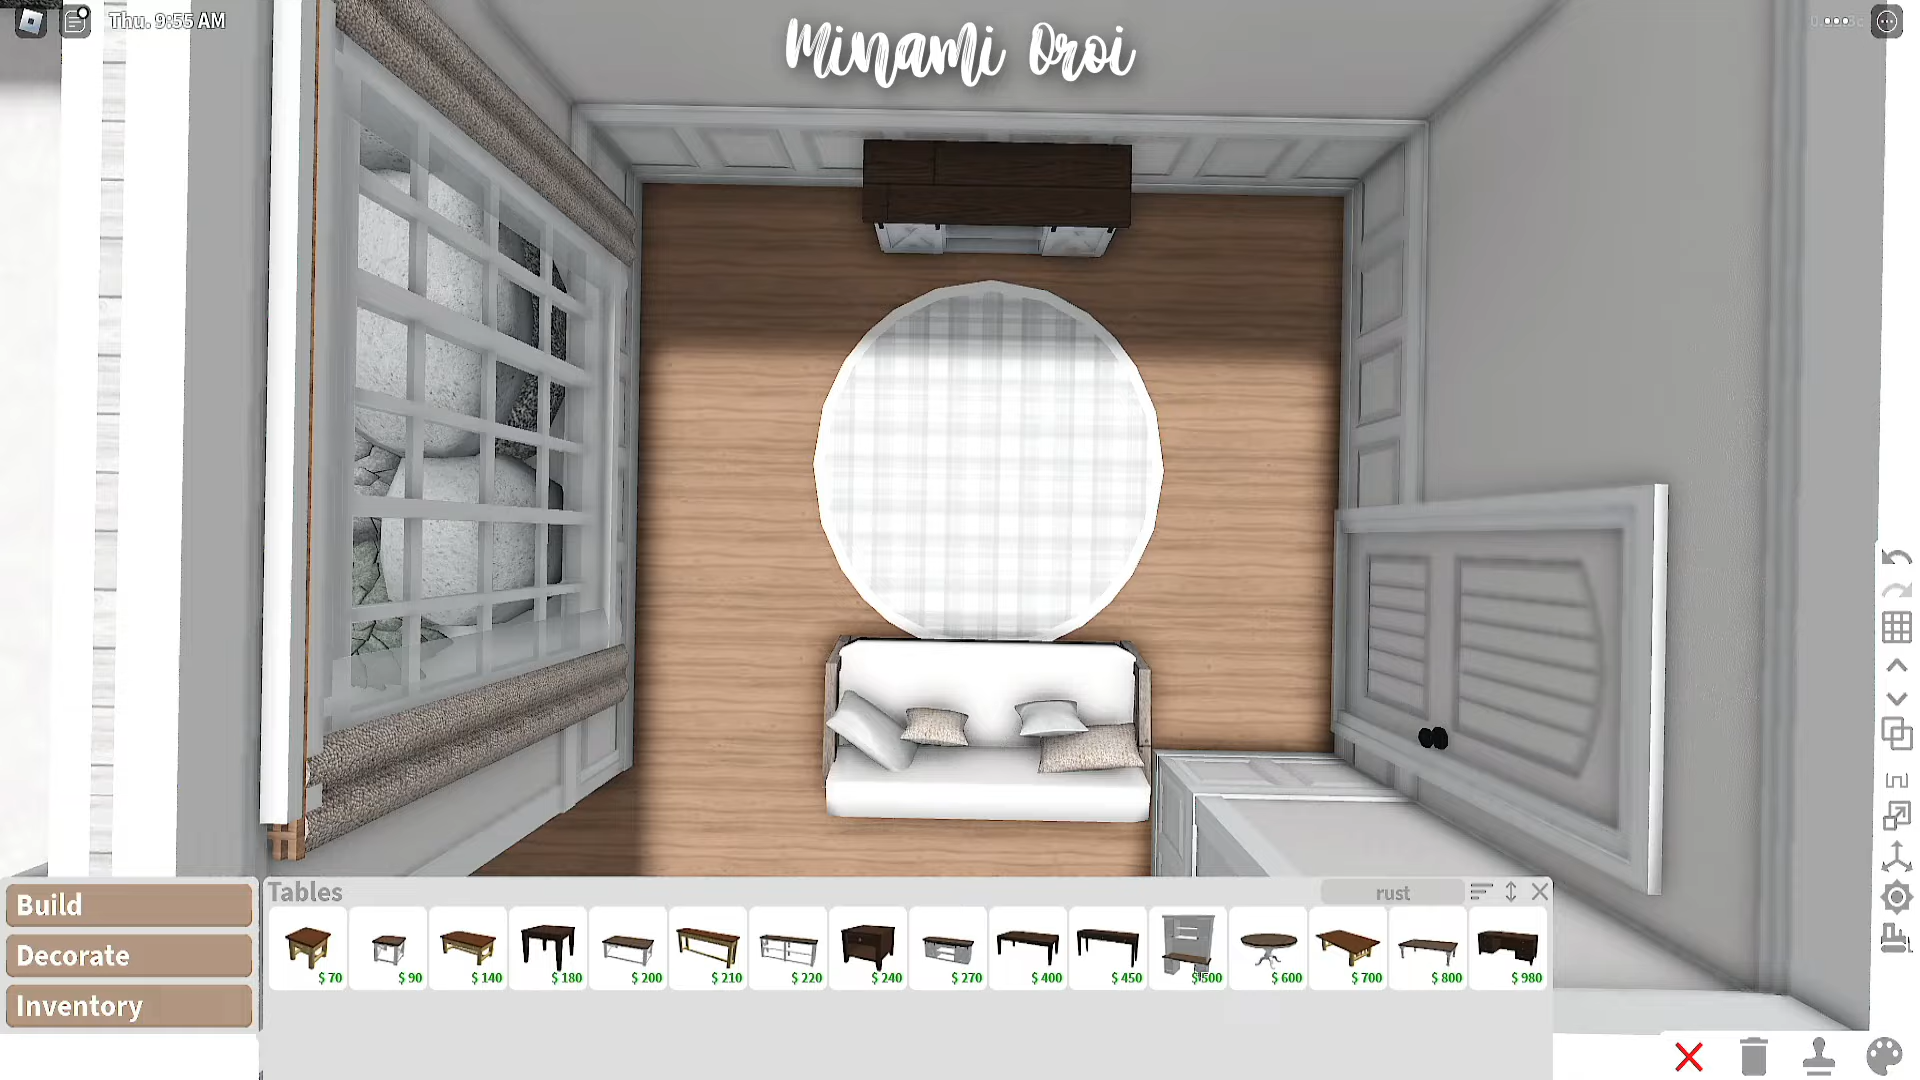 Thu. 9:55 AM
Minami Oroi
Build
Decorate
Inventory
Tables
rust
$ 70
$ 90
$ 140
$ 180
$ 200
$ 210
$ 220
$ 240
$ 270
$ 400
$ 450
$ 500
$ 600
$ 700
$ 800
$ 980